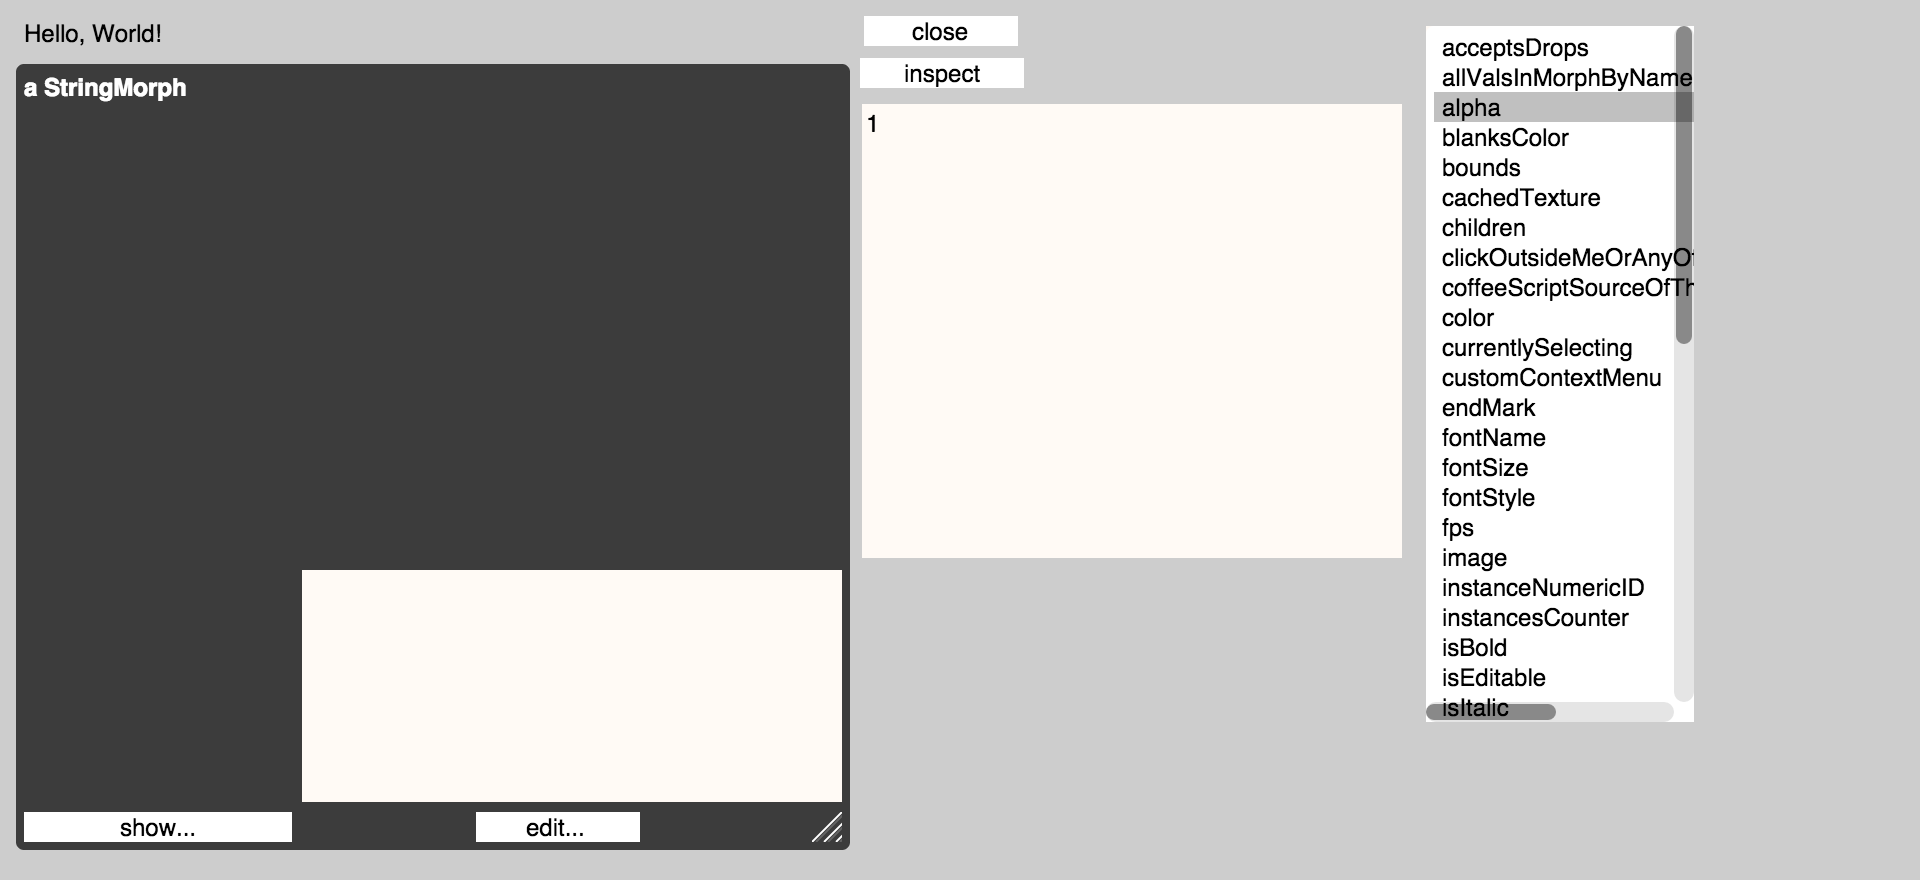 Hello, World!
a StringMorph
show...
edit...
close
inspect
1
acceptsDrops
allValsInMorphByName
alpha
blanksColor
bounds
cachedTexture
children
clickOutsideMeOrAnyOf
coffeeScriptSourceOfTh
color
currentlySelecting
customContextMenu
endMark
fontName
fontSize
fontStyle
fps
image
instanceNumericID
instancesCounter
isBold
isEditable
isItalic